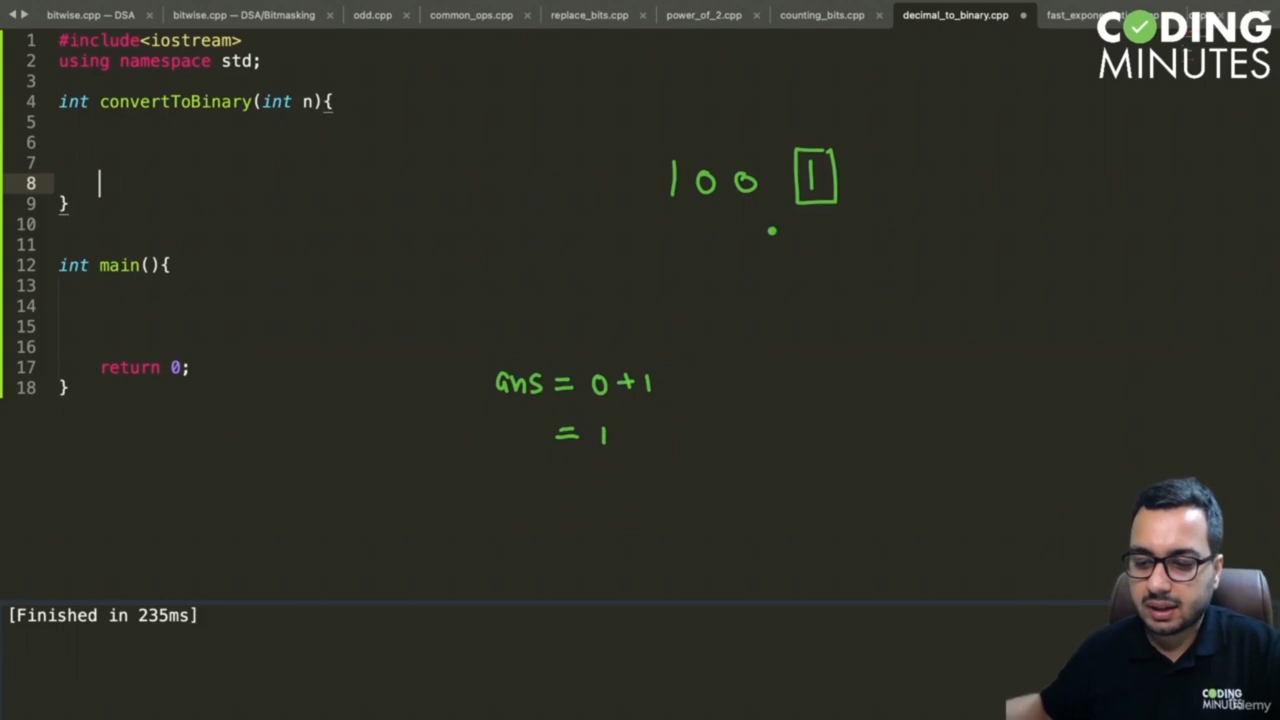 bitwise.cpp — DSA
bitwise.cpp — DSA/Bitmasking
odd.cpp
common_ops.cpp
replace_bits.cpp
power_of_2.cpp
counting_bits.cpp
decimal_to_binary.cpp
CODING
MINUTES
1 #include<iostream>
2 using namespace std;
3
4 int convertToBinary(int n){
5
6
7
8
9 }
10
11
12 int main(){
13
14
15
16
17 return 0;
18 }
1 0 0 1
ans = 0 + 1
= 1
[Finished in 235ms]
CODING
MINUTES
Udemy